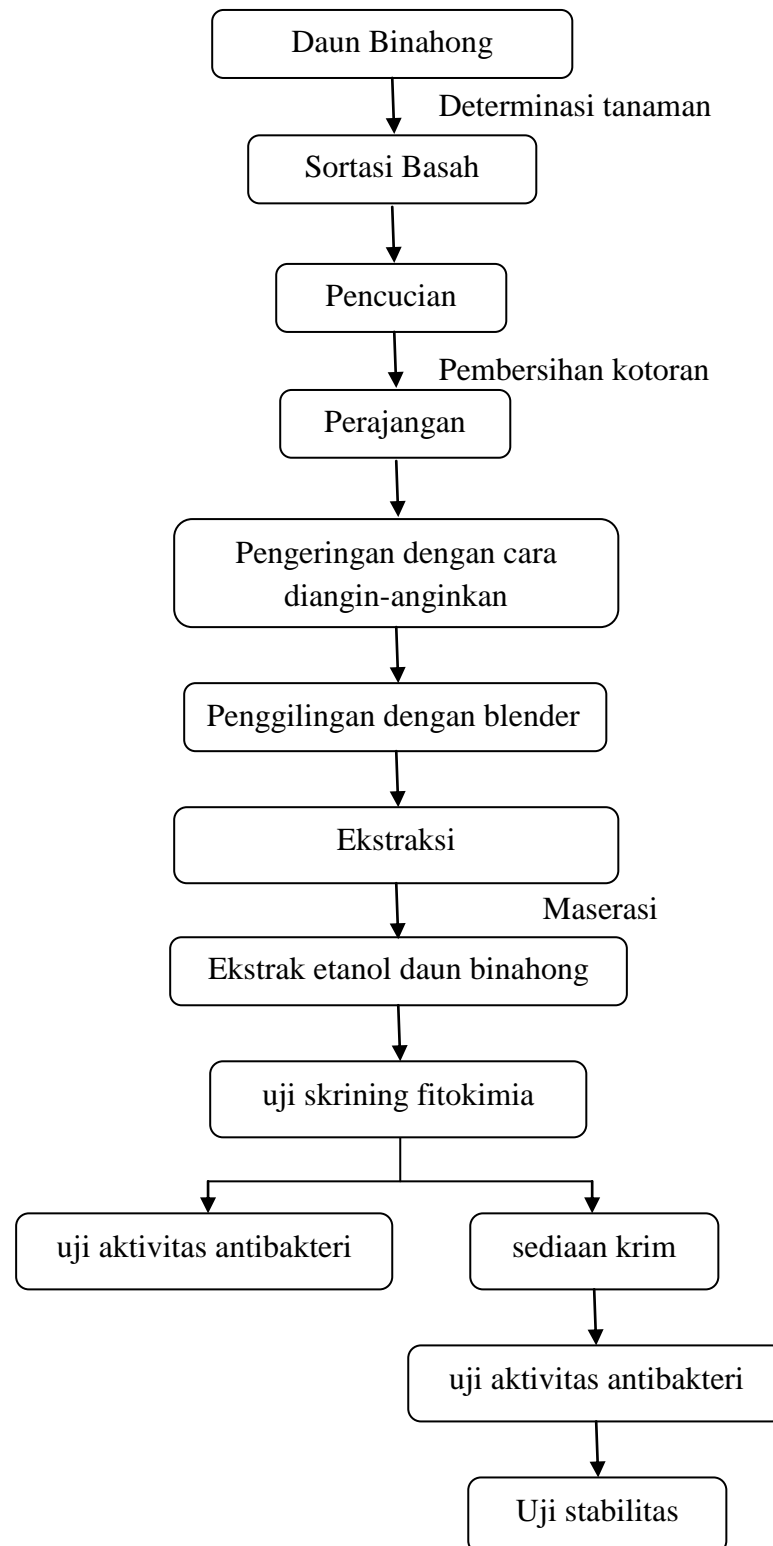 Daun Binahong
Determinasi tanaman
Sortasi Basah
Pencucian
Pembersihan kotoran
Perajangan
Pengeringan dengan cara
diangin-anginkan
Penggilingan dengan blender
Ekstraksi
Maserasi
Ekstrak etanol daun binahong
uji skrining fitokimia
uji aktivitas antibakteri
sediaan krim
uji aktivitas antibakteri
Uji stabilitas